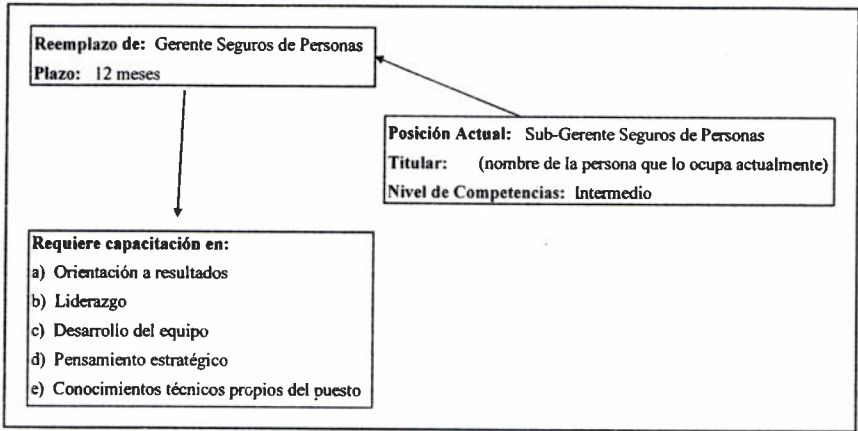 Reemplazo de: Gerente Seguros de Personas
Plazo: 12 meses
Posición Actual: Sub-Gerente Seguros de Personas
Titular: (nombre de la persona que lo ocupa actualmente)
Nivel de Competencias: Intermedio
Requiere capacitación en:
a) Orientación a resultados
b) Liderazgo
c) Desarrollo del equipo
d) Pensamiento estratégico
e) Conocimientos técnicos propios del puesto